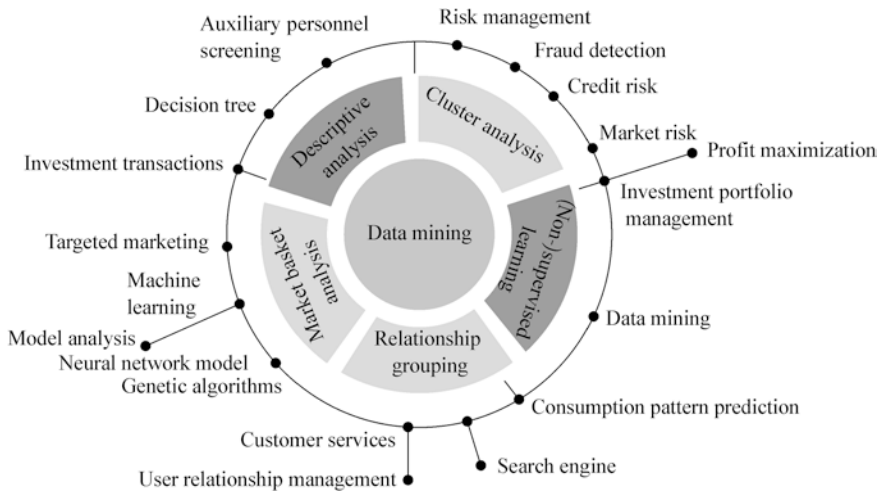 Auxiliary personnel
screening
Risk management
Fraud detection
Credit risk
Market risk
Profit maximization
Investment portfolio
management
Data mining
Consumption pattern prediction
Search engine
User relationship management
Customer services
Genetic algorithms
Neural network model
Model analysis
Machine
learning
Targeted marketing
Investment transactions
Decision tree
Descriptive
analysis
Cluster analysis
(Non-)supervised
learning
Relationship
grouping
Market basket
analysis
Data mining